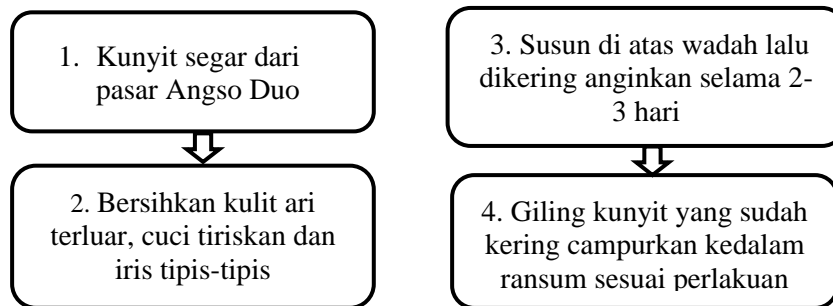 1. Kunyit segar dari
pasar Angso Duo
2. Bersihkan kulit ari
terluar, cuci tiriskan dan
iris tipis-tipis
3. Susun di atas wadah lalu
dikering anginkan selama 2-
3 hari
4. Giling kunyit yang sudah
kering campurkan kedalam
ransum sesuai perlakuan